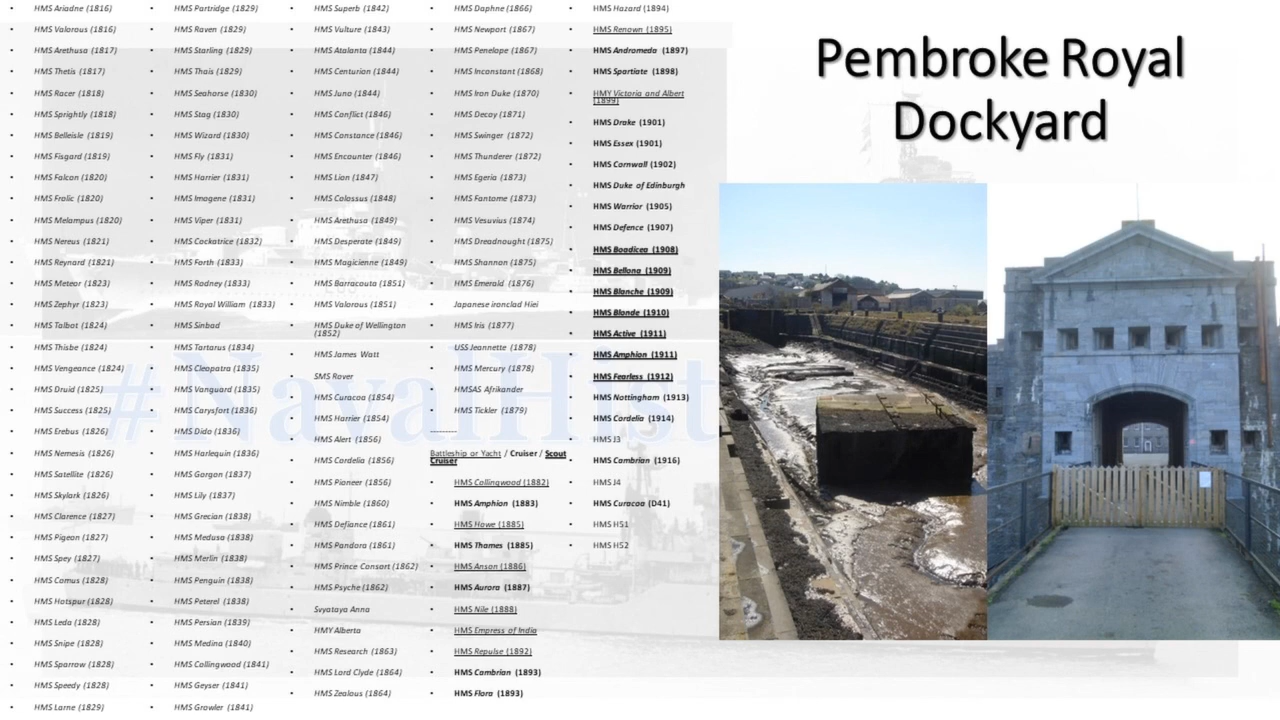 Pembroke Royal
Dockyard
• HMS Ariadne (1816)
• HMS Valorous (1816)
• HMS Arethusa (1817)
• HMS Thetis (1817)
• HMS Racer (1818)
• HMS Sprightly (1818)
• HMS Belleisle (1819)
• HMS Fisgard (1819)
• HMS Falcon (1820)
• HMS Frolic (1820)
• HMS Melampus (1820)
• HMS Nereus (1821)
• HMS Reynard (1821)
• HMS Meteor (1823)
• HMS Zephyr (1823)
• HMS Talbot (1824)
• HMS Thisbe (1824)
• HMS Vengeance (1824)
• HMS Druid (1825)
• HMS Success (1825)
• HMS Erebus (1826)
• HMS Nemesis (1826)
• HMS Satellite (1826)
• HMS Skylark (1826)
• HMS Clarence (1827)
• HMS Pigeon (1827)
• HMS Spey (1827)
• HMS Comus (1828)
• HMS Hotspur (1828)
• HMS Leda (1828)
• HMS Snipe (1828)
• HMS Sparrow (1828)
• HMS Speedy (1828)
• HMS Larne (1829)
• HMS Partridge (1829)
• HMS Raven (1829)
• HMS Starling (1829)
• HMS Thais (1829)
• HMS Seahorse (1830)
• HMS Stag (1830)
• HMS Wizard (1830)
• HMS Fly (1831)
• HMS Harrier (1831)
• HMS Imogene (1831)
• HMS Viper (1831)
• HMS Cockatrice (1832)
• HMS Forth (1833)
• HMS Rodney (1833)
• HMS Royal William (1833)
• HMS Sinbad
• HMS Tartarus (1834)
• HMS Cleopatra (1835)
• HMS Vanguard (1835)
• HMS Carysfort (1836)
• HMS Dido (1836)
• HMS Harlequin (1836)
• HMS Gorgon (1837)
• HMS Lily (1837)
• HMS Grecian (1838)
• HMS Medusa (1838)
• HMS Merlin (1838)
• HMS Penguin (1838)
• HMS Peterel (1838)
• HMS Persian (1839)
• HMS Medina (1840)
• HMS Collingwood (1841)
• HMS Geyser (1841)
• HMS Growler (1841)
• HMS Superb (1842)
• HMS Vulture (1843)
• HMS Atalanta (1844)
• HMS Centurion (1844)
• HMS Juno (1844)
• HMS Conflict (1846)
• HMS Constance (1846)
• HMS Encounter (1846)
• HMS Lion (1847)
• HMS Colossus (1848)
• HMS Arethusa (1849)
• HMS Desperate (1849)
• HMS Magicienne (1849)
• HMS Barracouta (1851)
• HMS Valorous (1851)
• HMS Duke of Wellington
(1852)
• HMS James Watt
• SMS Rover
• HMS Curacoa (1854)
• HMS Harrier (1854)
• HMS Alert (1856)
• HMS Cordelia (1856)
• HMS Pioneer (1856)
• HMS Nimble (1860)
• HMS Defiance (1861)
• HMS Pandora (1861)
• HMS Prince Consort (1862)
• HMS Psyche (1862)
• Svyataya Anna
• HMY Alberta
• HMS Research (1863)
• HMS Lord Clyde (1864)
• HMS Zealous (1864)
• HMS Daphne (1866)
• HMS Newport (1867)
• HMS Penelope (1867)
• HMS Inconstant (1868)
• HMS Iron Duke (1870)
• HMS Decoy (1871)
• HMS Swinger (1872)
• HMS Thunderer (1872)
• HMS Egeria (1873)
• HMS Fantome (1873)
• HMS Vesuvius (1874)
• HMS Dreadnought (1875)
• HMS Shannon (1875)
• HMS Emerald (1876)
• Japanese ironclad Hiei
• HMS Iris (1877)
• USS Jeannette (1878)
• HMS Mercury (1878)
• HMSAS Afrikander
• HMS Tickler (1879)
---------
Battleship or Yacht / Cruiser / Scout
Cruiser
• HMS Collingwood (1882)
• HMS Amphion (1883)
• HMS Howe (1885)
• HMS Thames (1885)
• HMS Anson (1886)
• HMS Aurora (1887)
• HMS Nile (1888)
• HMS Empress of India
• HMS Repulse (1892)
• HMS Cambrian (1893)
• HMS Flora (1893)
• HMS Hazard (1894)
• HMS Renown (1895)
• HMS Andromeda (1897)
• HMS Spartiate (1898)
• HMY Victoria and Albert
(1899)
• HMS Drake (1901)
• HMS Essex (1901)
• HMS Cornwall (1902)
• HMS Duke of Edinburgh
• HMS Warrior (1905)
• HMS Defence (1907)
• HMS Boadicea (1908)
• HMS Bellona (1909)
• HMS Blanche (1909)
• HMS Blonde (1910)
• HMS Active (1911)
• HMS Amphion (1911)
• HMS Fearless (1912)
• HMS Nottingham (1913)
• HMS Cordelia (1914)
• HMS J3
• HMS Cambrian (1916)
• HMS J4
• HMS Curacoa (D41)
• HMS H51
• HMS H52
#NavalHist